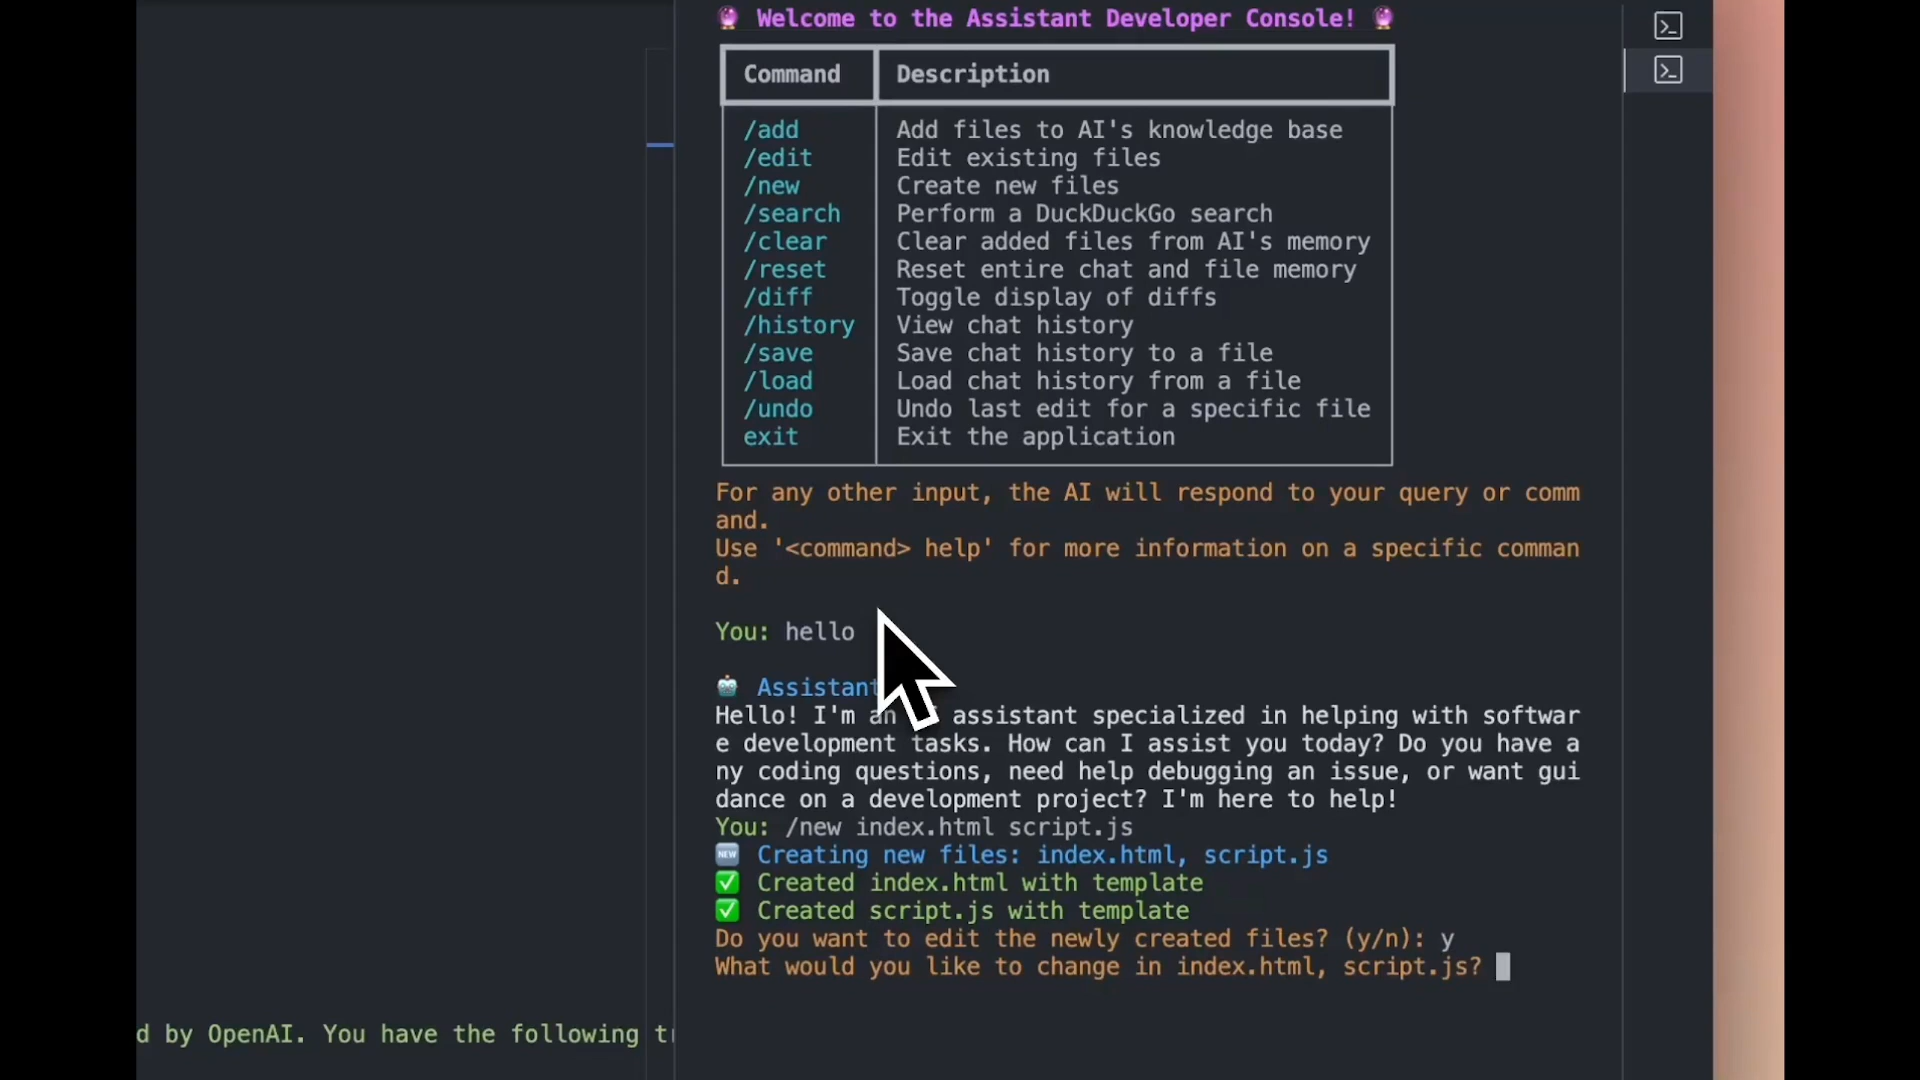 Welcome to the Assistant Developer Console!
Command Description
/add Add files to AI's knowledge base
/edit Edit existing files
/new Create new files
/search Perform a DuckDuckGo search
/clear Clear added files from AI's memory
/reset Reset entire chat and file memory
/diff Toggle display of diffs
/history View chat history
/save Save chat history to a file
/load Load chat history from a file
/undo Undo last edit for a specific file
exit Exit the application
For any other input, the AI will respond to your query or comm
and.
Use '<command> help' for more information on a specific comman
d.
You: hello
Assistant
Hello! I'm an assistant specialized in helping with softwar
e development tasks. How can I assist you today? Do you have a
ny coding questions, need help debugging an issue, or want gui
dance on a development project? I'm here to help!
You: /new index.html script.js
NEW Creating new files: index.html, script.js
Created index.html with template
Created script.js with template
Do you want to edit the newly created files? (y/n): y
What would you like to change in index.html, script.js?
d by OpenAI. You have the following